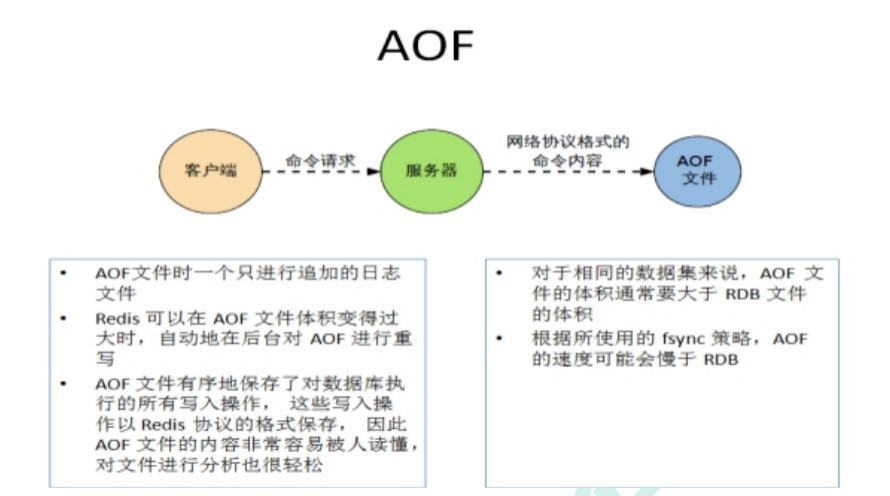 AOF
客户端
命令请求
服务器
网络协议格式的
命令内容
AOF
文件
• AOF文件时一个只进行追加的日志
文件
• Redis 可以在 AOF 文件体积变得过
大时，自动地在后台对 AOF 进行重
写
• AOF 文件有序地保存了对数据库执
行的所有写入操作， 这些写入操
作以 Redis 协议的格式保存， 因此
AOF 文件的内容非常容易被人读懂，
对文件进行分析也很轻松
• 对于相同的数据集来说，AOF 文
件的体积通常要大于 RDB 文件
的体积
• 根据所使用的 fsync 策略，AOF
的速度可能会慢于 RDB